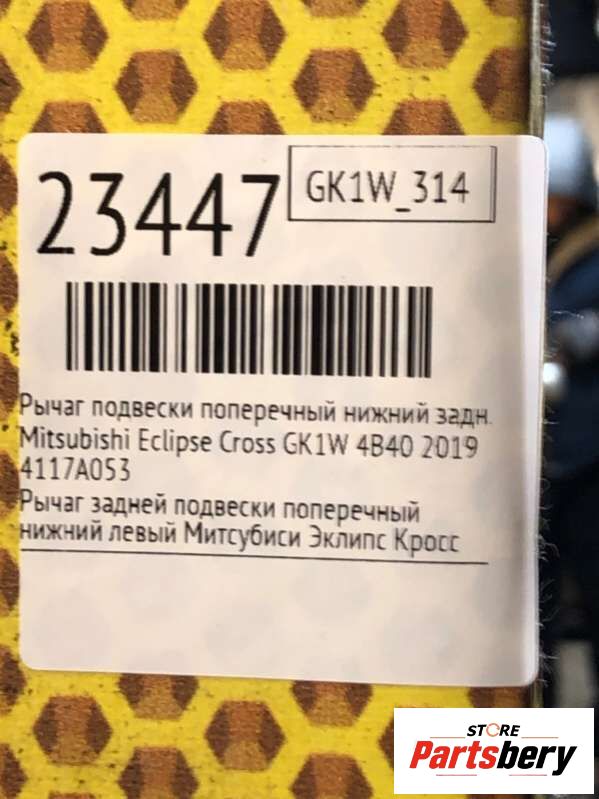 23447
GK1W_314
Рычаг подвески поперечный нижний задн.
Mitsubishi Eclipse Cross GK1W 4B40 2019
4117A053
Рычаг задней подвески поперечный
нижний левый Митсубиси Эклипс Кросс
STORE
Partsbery